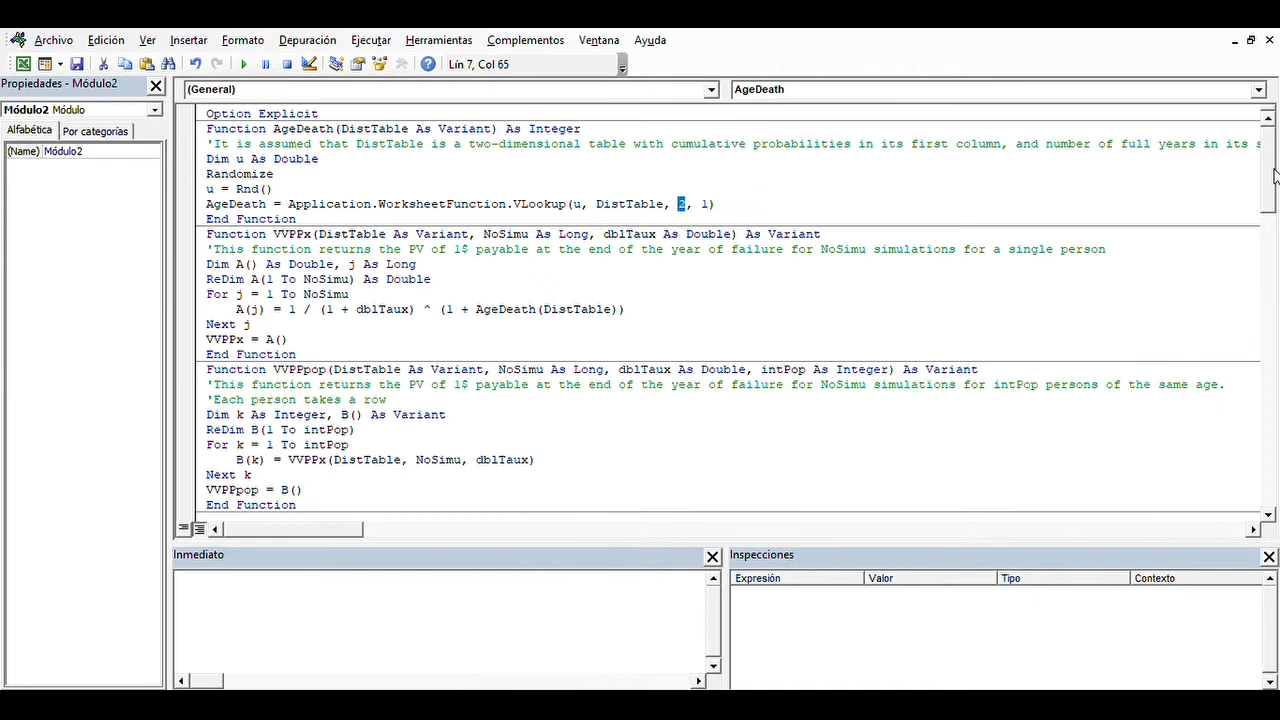 Archivo Edición Ver Insertar Formato Depuración Ejecutar Herramientas Complementos Ventana Ayuda
Lín 7, Col 65
Propiedades - Módulo2
(General)
AgeDeath
Módulo2 Módulo
Alfabética Por categorías
(Name) Módulo2
Option Explicit
Function AgeDeath(DistTable As Variant) As Integer
'It is assumed that DistTable is a two-dimensional table with cumulative probabilities in its first column, and number of full years in its s
Dim u As Double
Randomize
u = Rnd()
AgeDeath = Application.WorksheetFunction.VLookup(u, DistTable, 2, 1)
End Function
Function VVPPx(DistTable As Variant, NoSimu As Long, dblTaux As Double) As Variant
'This function returns the PV of 1$ payable at the end of the year of failure for NoSimu simulations for a single person
Dim A() As Double, j As Long
ReDim A(1 To NoSimu) As Double
For j = 1 To NoSimu
A(j) = 1 / (1 + dblTaux) ^ (1 + AgeDeath(DistTable))
Next j
VVPPx = A()
End Function
Function VVPPpop(DistTable As Variant, NoSimu As Long, dblTaux As Double, intPop As Integer) As Variant
'This function returns the PV of 1$ payable at the end of the year of failure for NoSimu simulations for intPop persons of the same age.
'Each person takes a row
Dim k As Integer, B() As Variant
ReDim B(1 To intPop)
For k = 1 To intPop
B(k) = VVPPx(DistTable, NoSimu, dblTaux)
Next k
VVPPpop = B()
End Function
Inmediato
Inspecciones
Expresión Valor Tipo Contexto